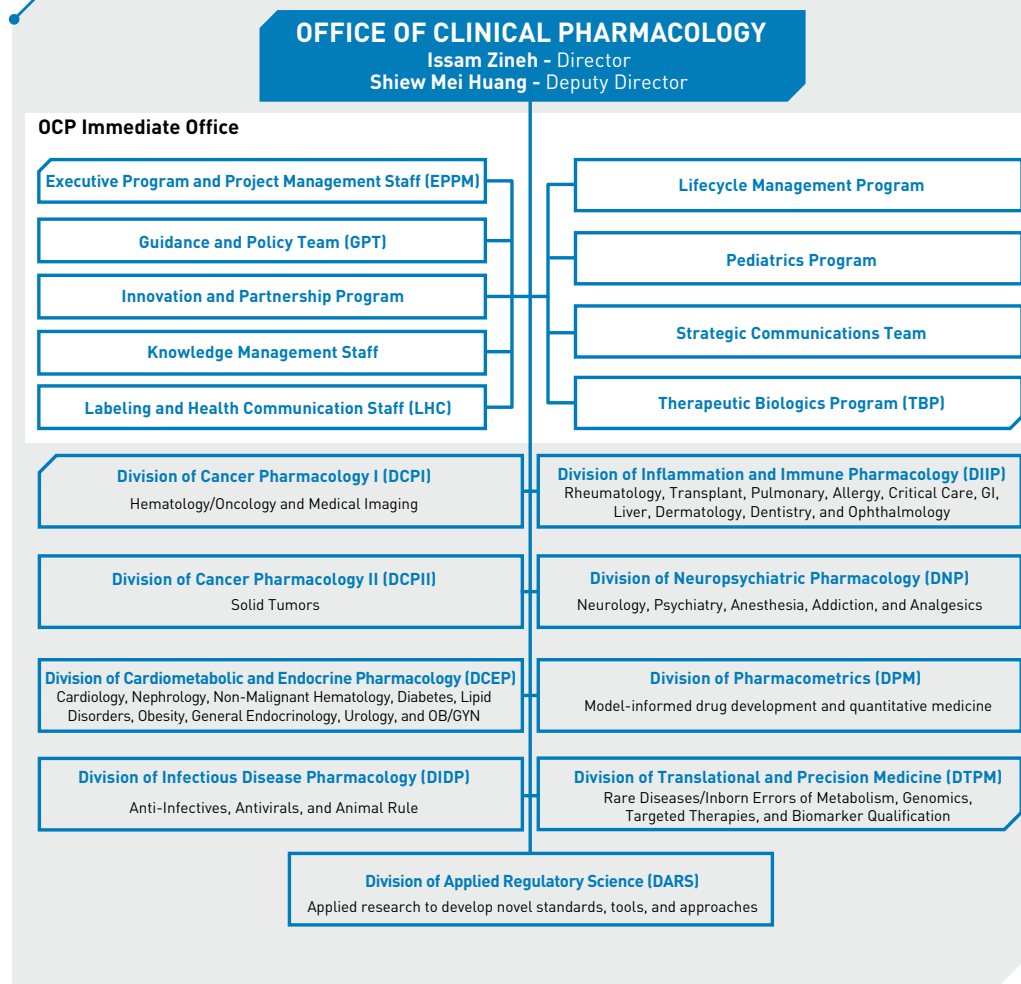 OFFICE OF CLINICAL PHARMACOLOGY
Issam Zineh - Director
Shiew Mei Huang - Deputy Director
OCP Immediate Office
Executive Program and Project Management Staff (EPPM)
Guidance and Policy Team (GPT)
Innovation and Partnership Program
Knowledge Management Staff
Labeling and Health Communication Staff (LHC)
Lifecycle Management Program
Pediatrics Program
Strategic Communications Team
Therapeutic Biologics Program (TBP)
Division of Cancer Pharmacology I (DCPI)
Hematology/Oncology and Medical Imaging
Division of Inflammation and Immune Pharmacology (DIIP)
Rheumatology, Transplant, Pulmonary, Allergy, Critical Care, GI,
Liver, Dermatology, Dentistry, and Ophthalmology
Division of Cancer Pharmacology II (DCPII)
Solid Tumors
Division of Neuropsychiatric Pharmacology (DNP)
Neurology, Psychiatry, Anesthesia, Addiction, and Analgesics
Division of Cardiometabolic and Endocrine Pharmacology (DCEP)
Cardiology, Nephrology, Non-Malignant Hematology, Diabetes, Lipid
Disorders, Obesity, General Endocrinology, Urology, and OB/GYN
Division of Pharmacometrics (DPM)
Model-informed drug development and quantitative medicine
Division of Infectious Disease Pharmacology (DIDP)
Anti-Infectives, Antivirals, and Animal Rule
Division of Translational and Precision Medicine (DTPM)
Rare Diseases/Inborn Errors of Metabolism, Genomics,
Targeted Therapies, and Biomarker Qualification
Division of Applied Regulatory Science (DARS)
Applied research to develop novel standards, tools, and approaches